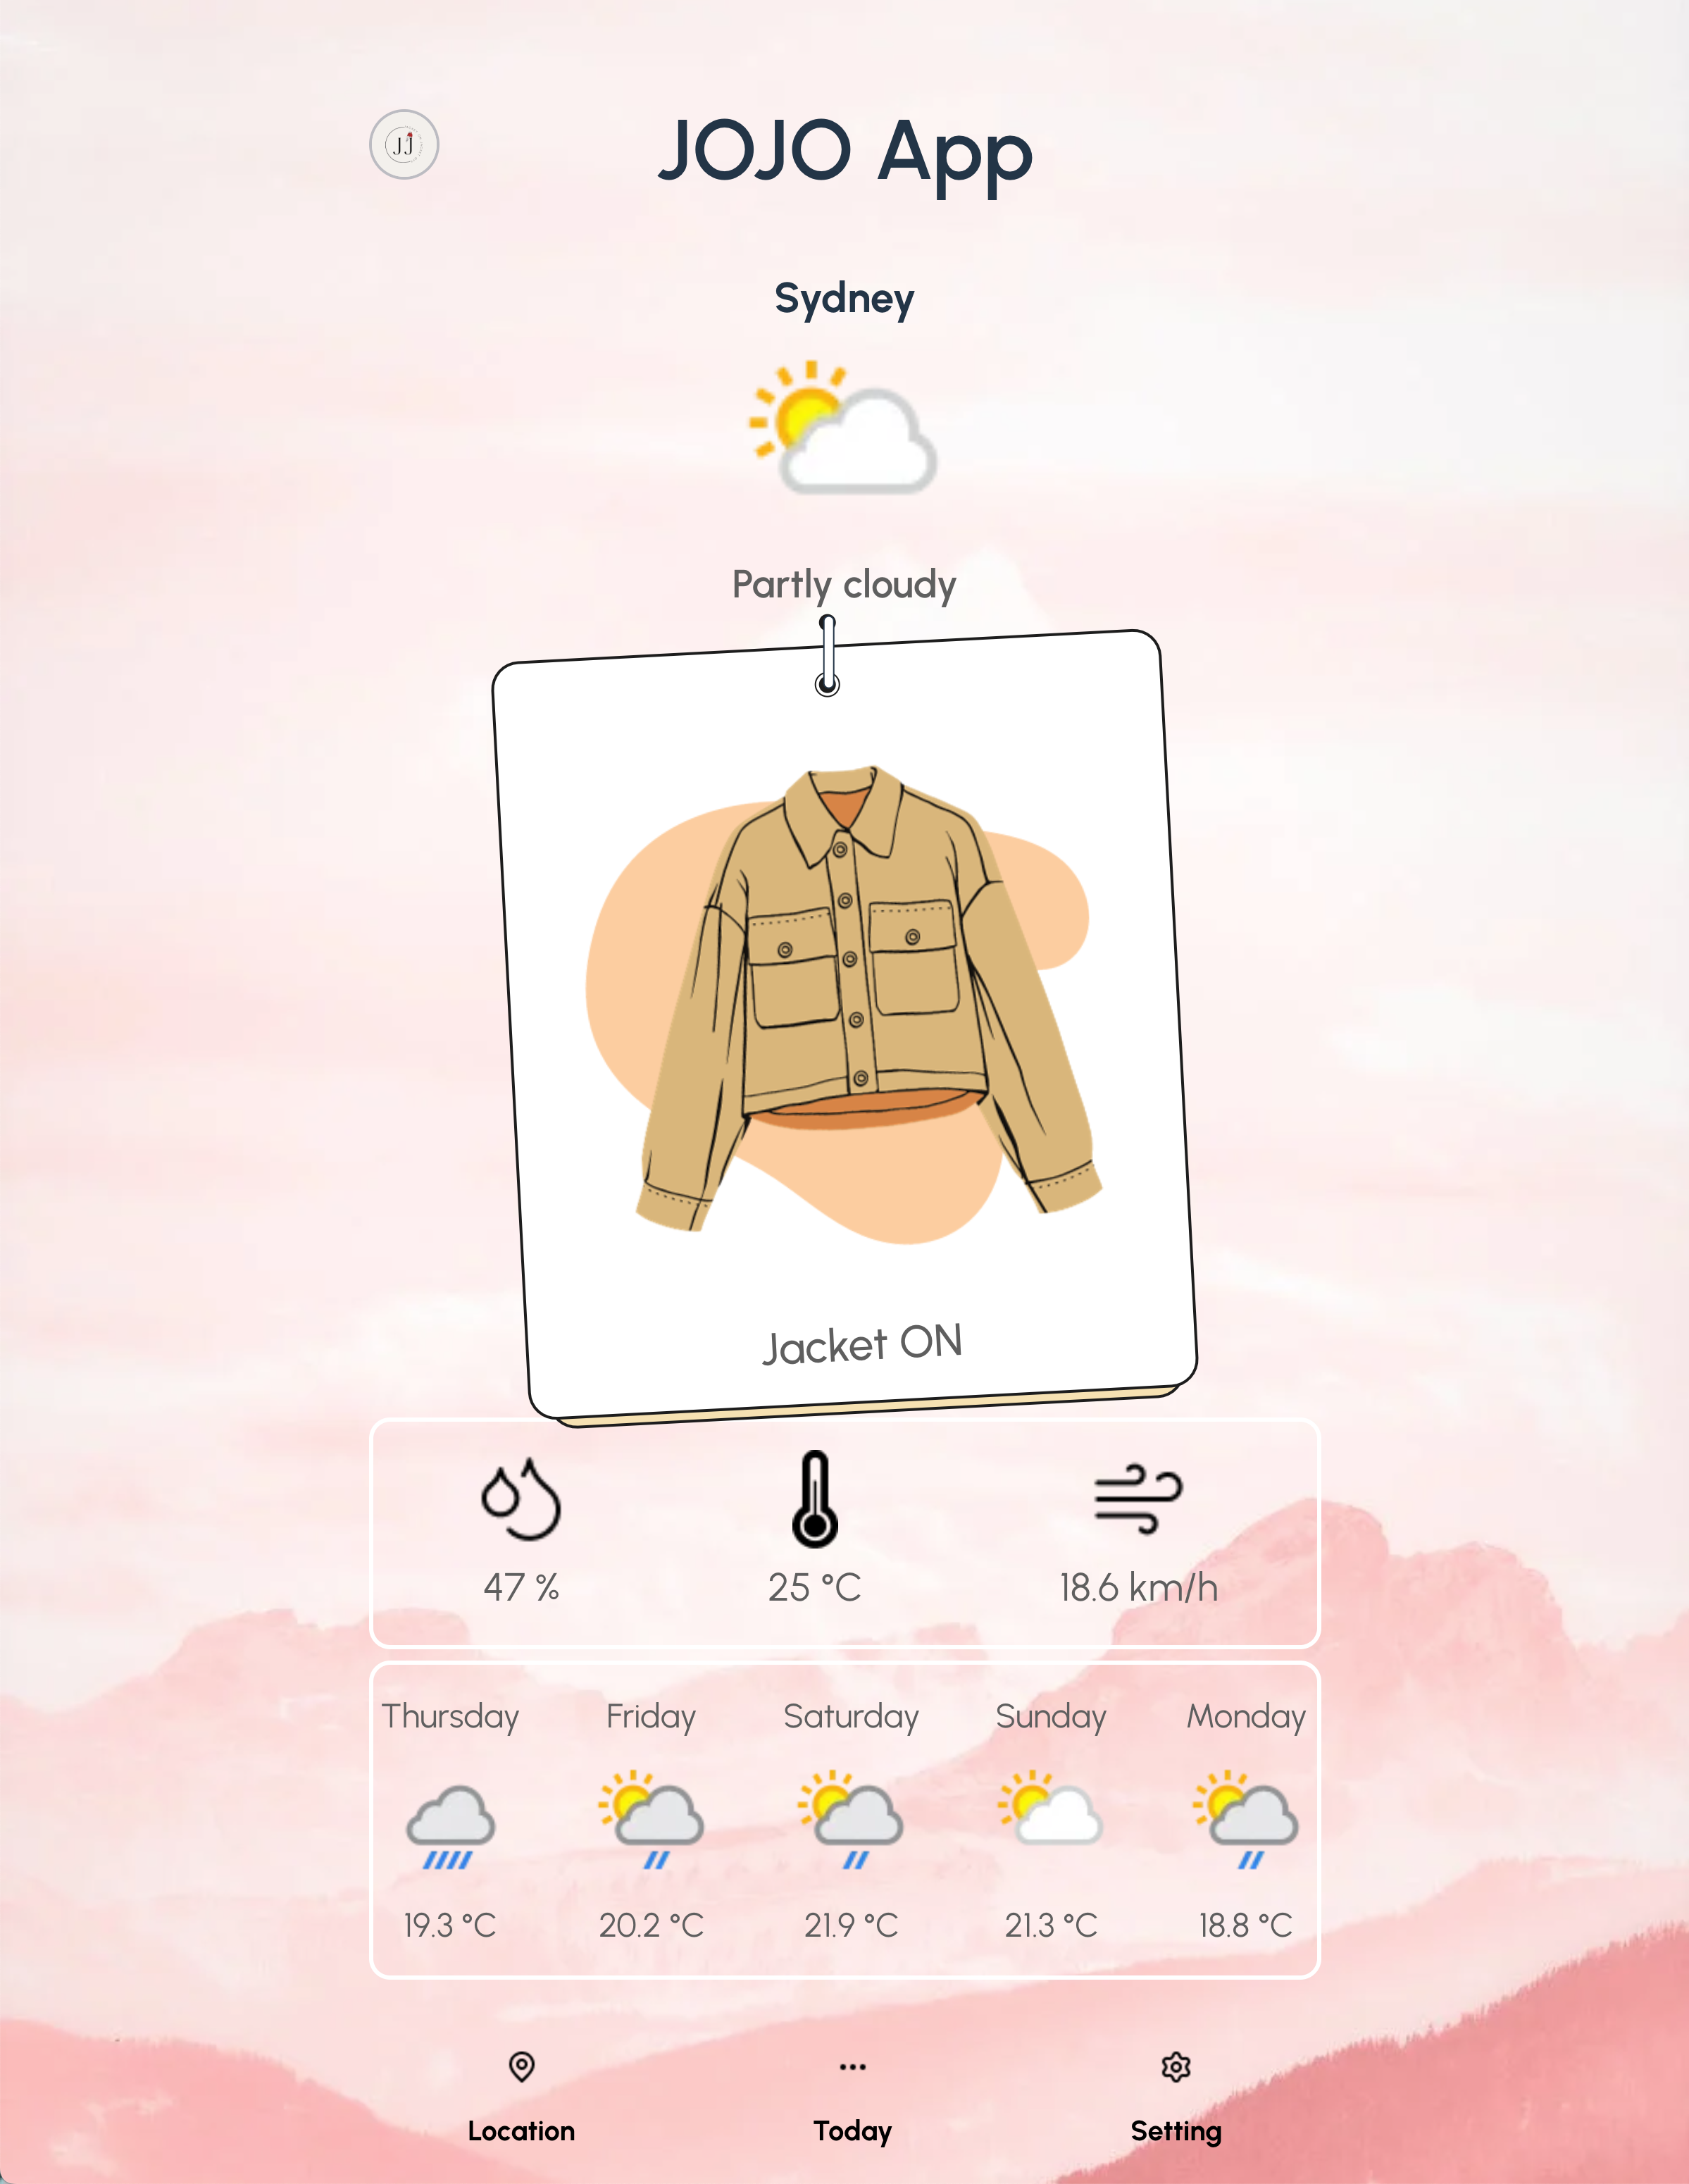 JJ
JOJO App
Sydney
Partly cloudy
Jacket ON
47 %
25 °C
18.6 km/h
Thursday
Friday
Saturday
Sunday
Monday
19.3 °C
20.2 °C
21.9 °C
21.3 °C
18.8 °C
Location
Today
Setting